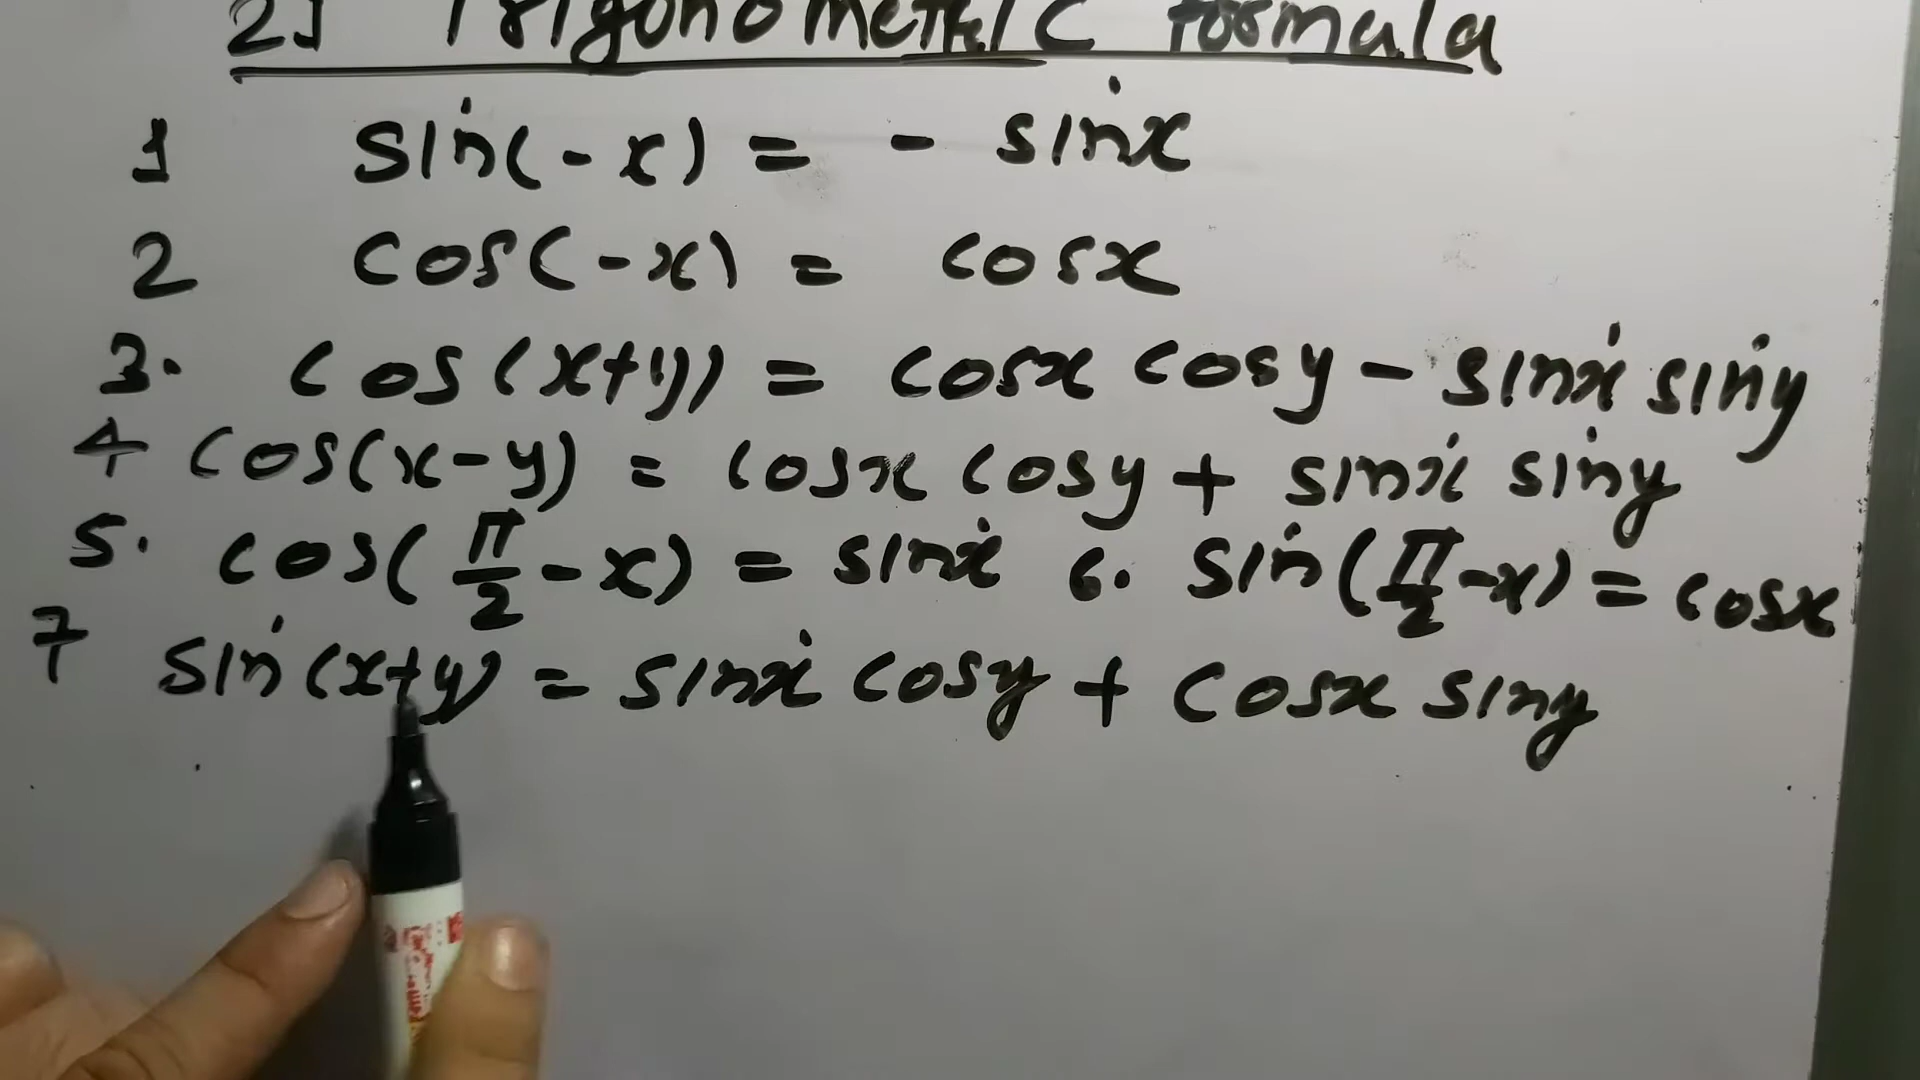 21 Trigonometric formula
1 sin(-x) = - sinx
2 cos(-x) = cosx
3. cos(x+y) = cosx cosy - sinx siny
4 cos(x-y) = cosx cosy + sinx siny
5. cos(π/2-x) = sinx 6. sin(π/2-x) = cosx
7 sin(x+y) = sinx cosy + cosx siny